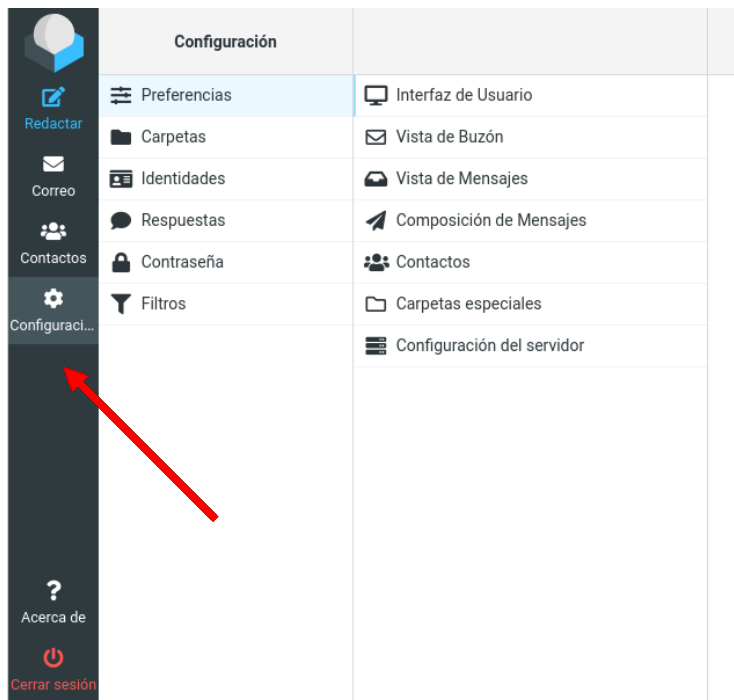 Redactar
Correo
Contactos
Configuraci...
Acerca de
Cerrar sesión
Configuración
Preferencias
Carpetas
Identidades
Respuestas
Contraseña
Filtros
Interfaz de Usuario
Vista de Buzón
Vista de Mensajes
Composición de Mensajes
Contactos
Carpetas especiales
Configuración del servidor